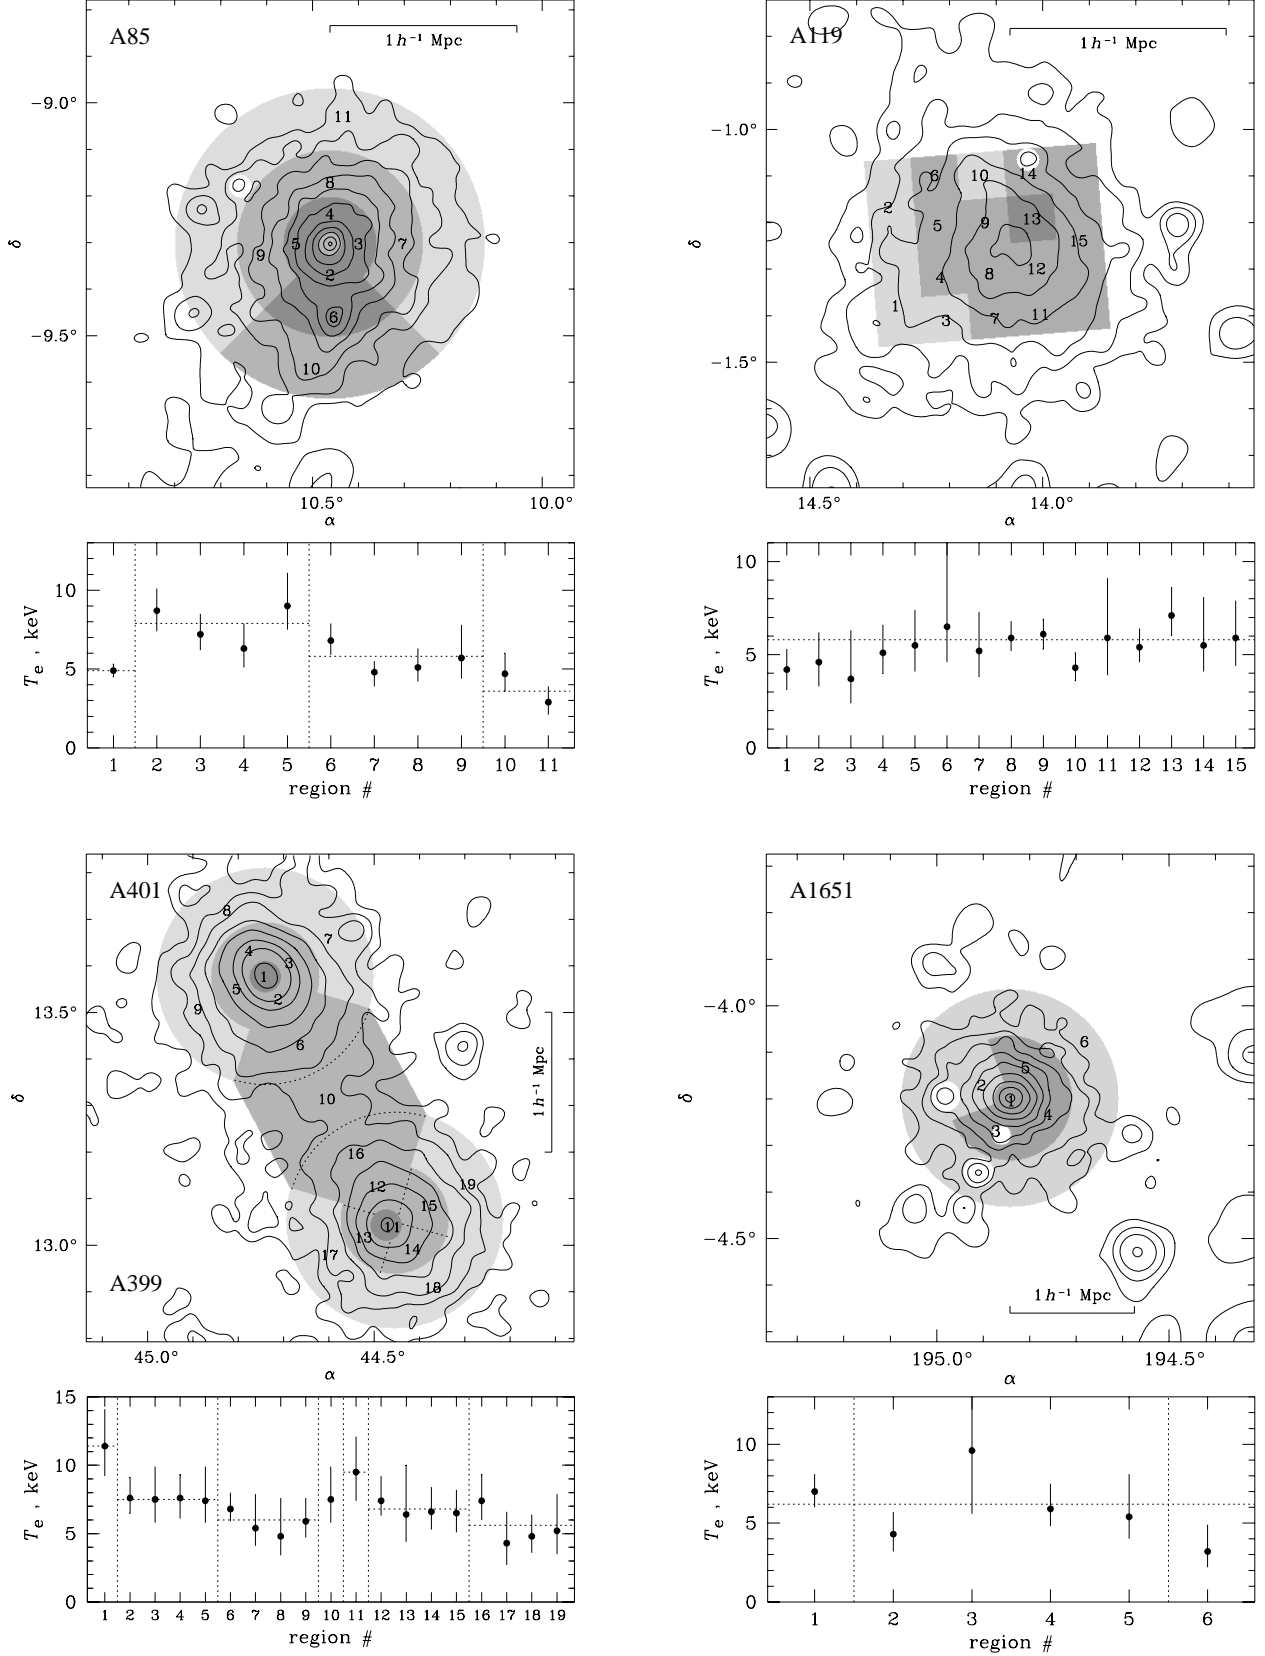 A85
1 h⁻¹ Mpc
−9.0°
δ
−9.5°
11
8
4
5 3 7
9
2
6
10
10.5° 10.0°
α
10
5
0
T_e , keV
1 2 3 4 5 6 7 8 9 10 11
region #
A119
1 h⁻¹ Mpc
−1.0°
δ
−1.5°
6 10 14
2
5 9 13
15
4 8 12
1
3 7 11
14.5° 14.0°
α
10
5
0
T_e , keV
1 2 3 4 5 6 7 8 9 10 11 12 13 14 15
region #
A401
13.5°
δ
13.0°
8
7
4 3
1
5 2
9
6
10
1 h⁻¹ Mpc
16
12 19
15
11
13
17 14
18
A399
45.0° 44.5°
α
15
10
5
0
T_e , keV
1 2 3 4 5 6 7 8 9 10 11 12 13 14 15 16 17 18 19
region #
A1651
−4.0°
δ
−4.5°
6
5
2
1
4
3
1 h⁻¹ Mpc
195.0° 194.5°
α
10
5
0
T_e , keV
1 2 3 4 5 6
region #